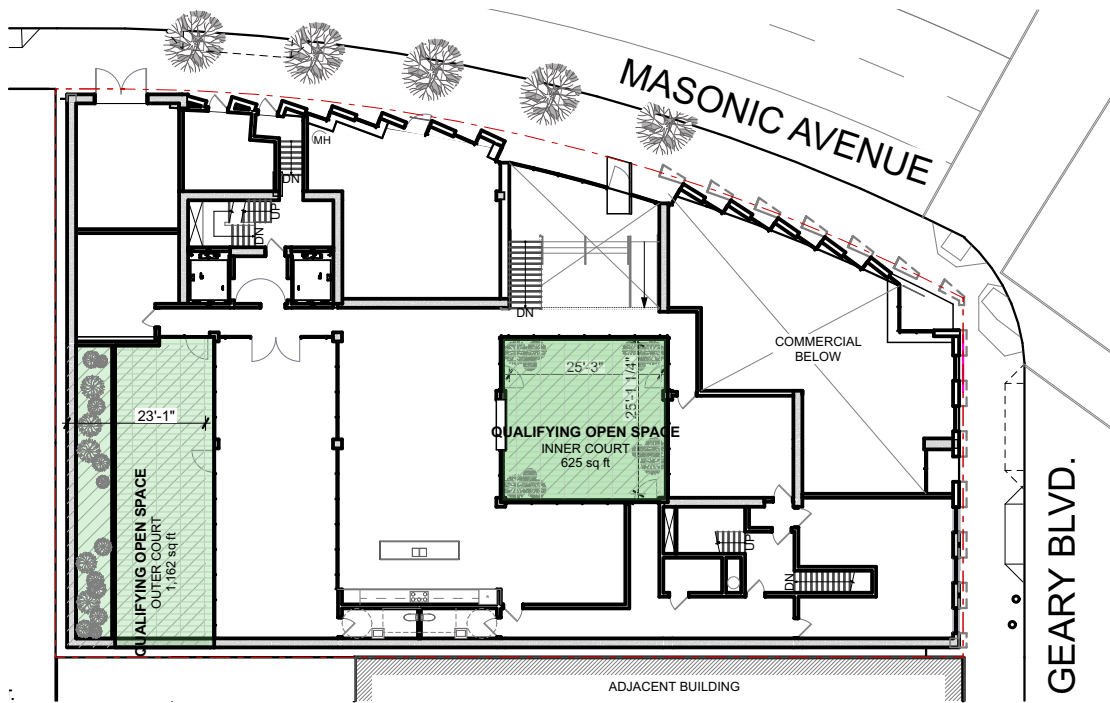 MASONIC AVENUE
MH
DN
UP
DN
DN
COMMERCIAL
BELOW
25'-3"
25'-1 1/4"
QUALIFYING OPEN SPACE
INNER COURT
625 sq ft
23'-1"
QUALIFYING OPEN SPACE
OUTER COURT
1,162 sq ft
UP
DN
GEARY BLVD.
ADJACENT BUILDING